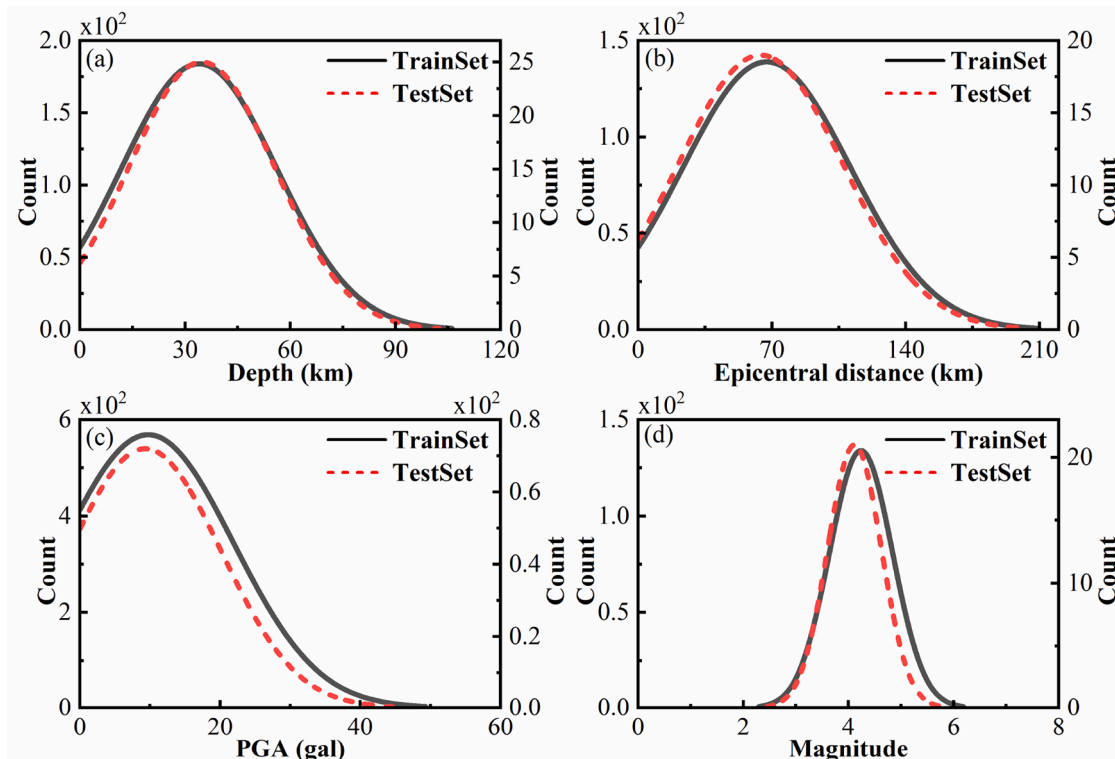 x10²
2.0
(a)
TrainSet
TestSet
25
1.5
20
Count
1.0
15
Count
10
0.5
5
0.0
0
0
30
60
90
120
Depth (km)
x10²
1.5
(b)
TrainSet
TestSet
20
15
1.0
Count
10
Count
0.5
5
0.0
0
0
70
140
210
Epicentral distance (km)
x10²
x10²
6
(c)
TrainSet
TestSet
0.8
0.6
4
Count
0.4
Count
2
0.2
0
0.0
0
20
40
60
PGA (gal)
x10²
1.5
(d)
TrainSet
TestSet
20
1.0
Count
10
Count
0.5
0.0
0
0
2
4
6
8
Magnitude